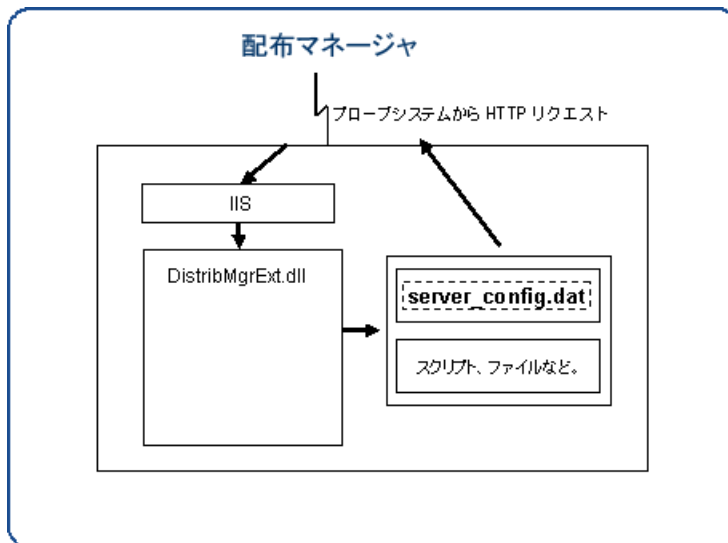 配布マネージャ
プローブシステムから HTTP リクエスト
IIS
DistribMgrExt.dll
server_config.dat
スクリプト、ファイルなど。